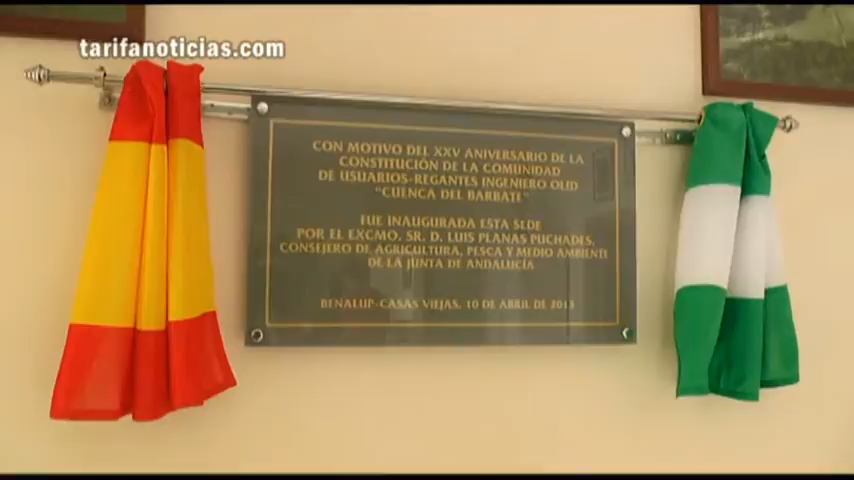 tarifanoticias.com
CON MOTIVO DEL XXV ANIVERSARIO DE LA
CONSTITUCIÓN DE LA COMUNIDAD
DE USUARIOS-REGANTES INGENIERO OLID
"CUENCA DEL BARBATE"
FUE INAUGURADA ESTA SEDE
POR EL EXCMO. SR. D. LUIS PLANAS PUCHADES,
CONSEJERO DE AGRICULTURA, PESCA Y MEDIO AMBIENTE
DE LA JUNTA DE ANDALUCÍA
BENALUP-CASAS VIEJAS, 10 DE ABRIL DE 2013